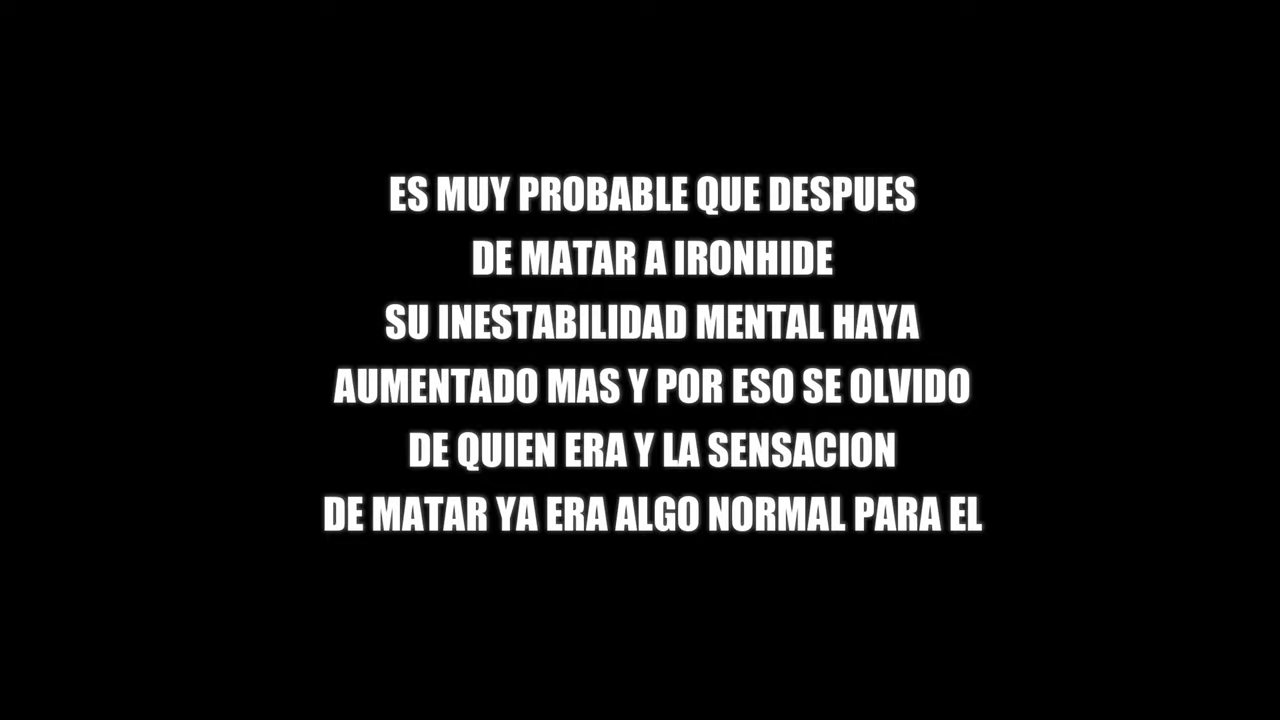 ES MUY PROBABLE QUE DESPUES
DE MATAR A IRONHIDE
SU INESTABILIDAD MENTAL HAYA
AUMENTADO MAS Y POR ESO SE OLVIDO
DE QUIEN ERA Y LA SENSACION
DE MATAR YA ERA ALGO NORMAL PARA EL